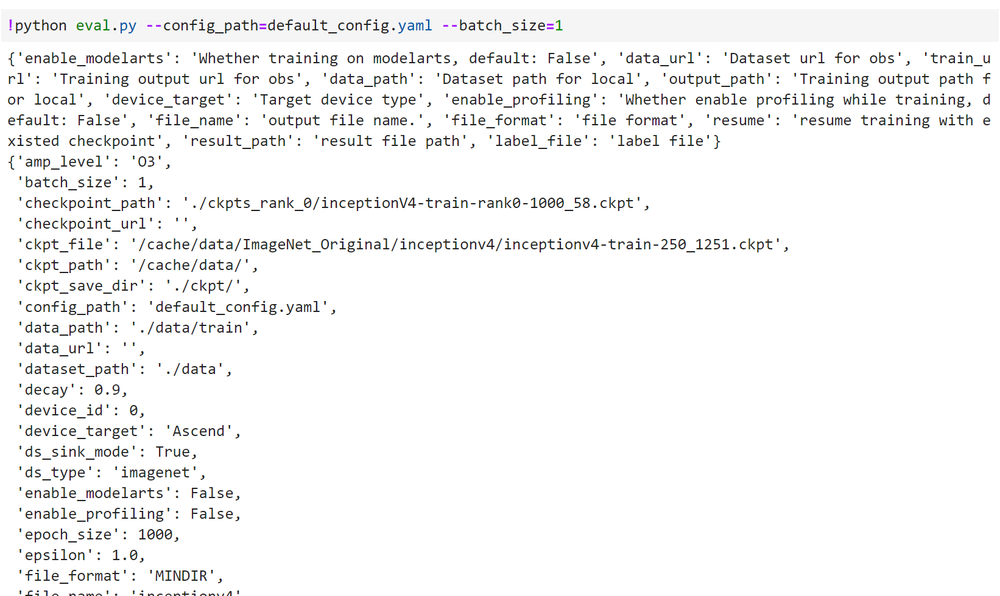 !python eval.py --config_path=default_config.yaml --batch_size=1
{'enable_modelarts': 'Whether training on modelarts, default: False', 'data_url': 'Dataset url for obs', 'train_u
rl': 'Training output url for obs', 'data_path': 'Dataset path for local', 'output_path': 'Training output path f
or local', 'device_target': 'Target device type', 'enable_profiling': 'Whether enable profiling while training, d
efault: False', 'file_name': 'output file name.', 'file_format': 'file format', 'resume': 'resume training with e
xisted checkpoint', 'result_path': 'result file path', 'label_file': 'label file'}
{'amp_level': 'O3',
 'batch_size': 1,
 'checkpoint_path': './ckpts_rank_0/inceptionV4-train-rank0-1000_58.ckpt',
 'checkpoint_url': '',
 'ckpt_file': '/cache/data/ImageNet_Original/inceptionv4/inceptionv4-train-250_1251.ckpt',
 'ckpt_path': '/cache/data/',
 'ckpt_save_dir': './ckpt/',
 'config_path': 'default_config.yaml',
 'data_path': './data/train',
 'data_url': '',
 'dataset_path': './data',
 'decay': 0.9,
 'device_id': 0,
 'device_target': 'Ascend',
 'ds_sink_mode': True,
 'ds_type': 'imagenet',
 'enable_modelarts': False,
 'enable_profiling': False,
 'epoch_size': 1000,
 'epsilon': 1.0,
 'file_format': 'MINDIR',
 'file_name': 'inceptionv4'